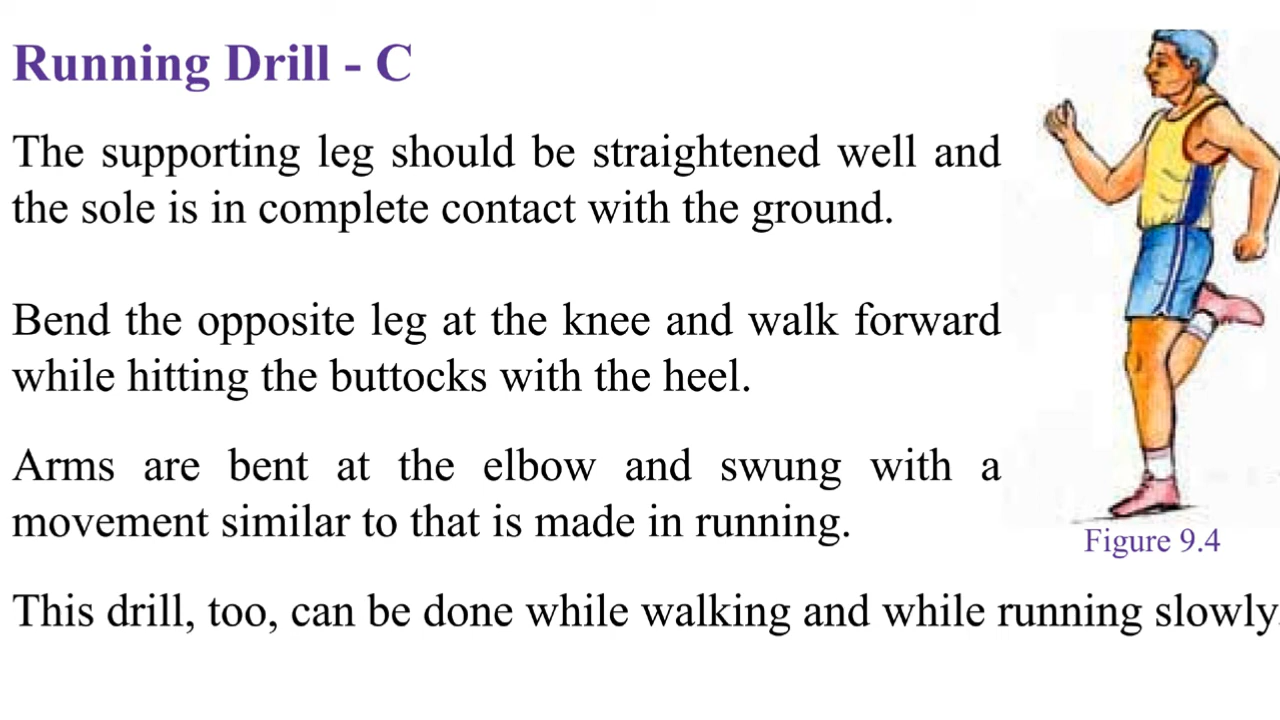 Running Drill - C
The supporting leg should be straightened well and
the sole is in complete contact with the ground.
Bend the opposite leg at the knee and walk forward
while hitting the buttocks with the heel.
Arms are bent at the elbow and swung with a
movement similar to that is made in running.
Figure 9.4
This drill, too, can be done while walking and while running slowly.